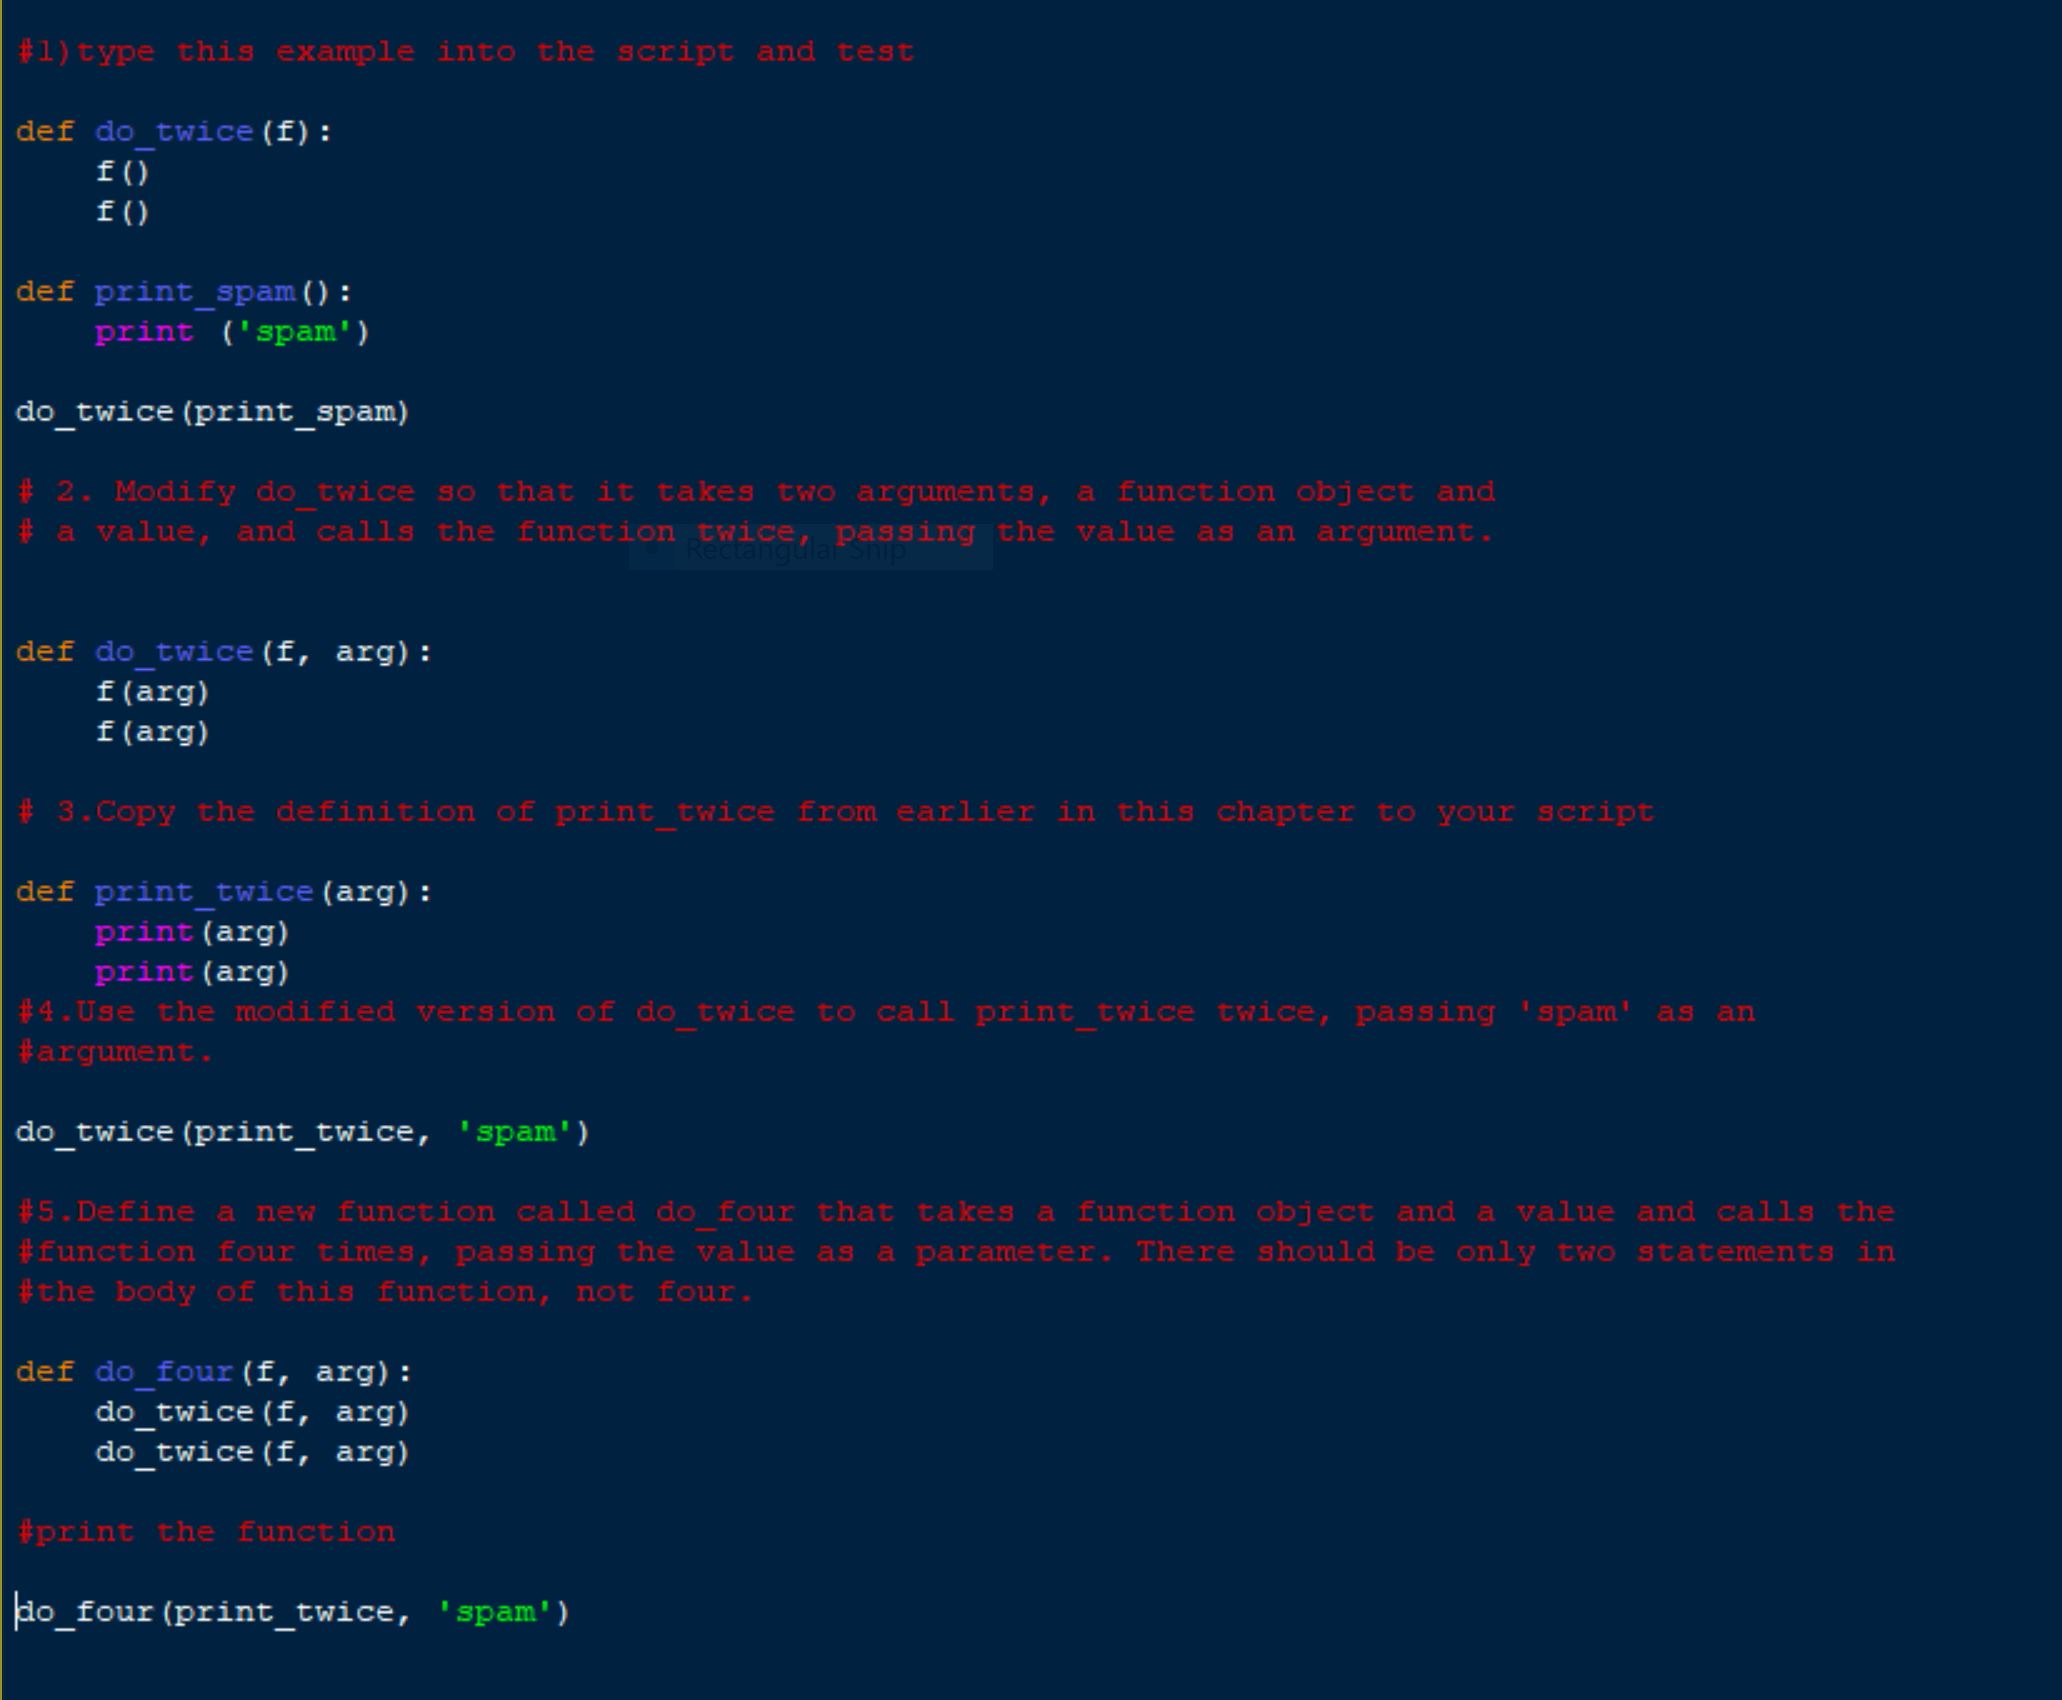 #1)type this example into the script and test
def do_twice(f):
    f()
    f()
def print_spam():
    print ('spam')
do_twice(print_spam)
# 2. Modify do_twice so that it takes two arguments, a function object and
# a value, and calls the function twice, passing the value as an argument.
Rectangular Snip
def do_twice(f, arg):
    f(arg)
    f(arg)
# 3.Copy the definition of print_twice from earlier in this chapter to your script
def print_twice(arg):
    print(arg)
    print(arg)
#4.Use the modified version of do_twice to call print_twice twice, passing 'spam' as an
#argument.
do_twice(print_twice, 'spam')
#5.Define a new function called do_four that takes a function object and a value and calls the
#function four times, passing the value as a parameter. There should be only two statements in
#the body of this function, not four.
def do_four(f, arg):
    do_twice(f, arg)
    do_twice(f, arg)
#print the function
do_four(print_twice, 'spam')